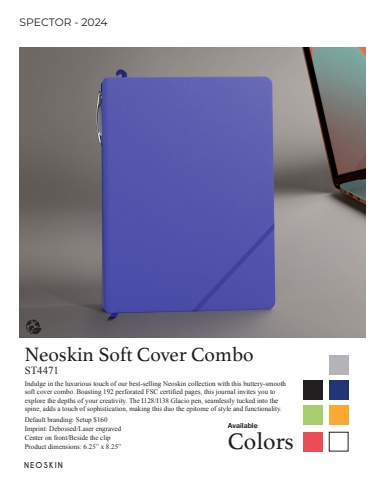 SPECTOR - 2024
Neoskin Soft Cover Combo
ST4471
Indulge in the luxurious touch of our best-selling Neoskin collection with this buttery-smooth
soft cover combo. Boasting 192 perforated FSC certified pages, this journal invites you to
explore the depths of your creativity. The I128/I138 Glacio pen, seamlessly tucked into the
spine, adds a touch of sophistication, making this duo the epitome of style and functionality.
Default branding: Setup $160
Imprint: Debossed/Laser engraved
Center on front/Beside the clip
Product dimensions: 6.25" x 8.25"
Available
Colors
NEOSKIN